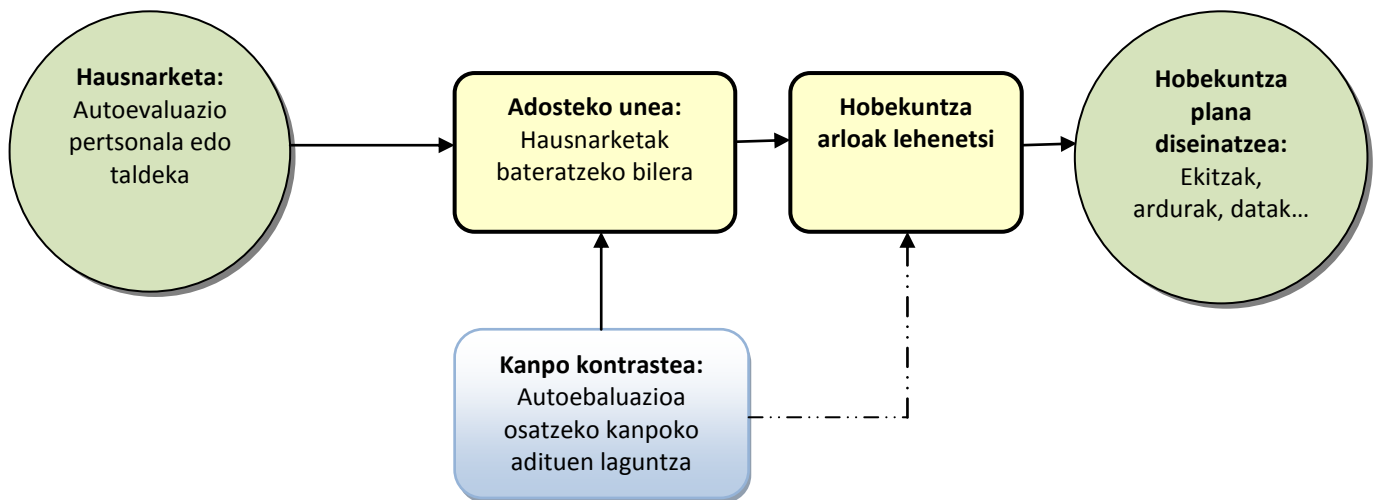 Hausnarketa:
Autoevaluazio
pertsonala edo
taldeka
Adosteko unea:
Hausnarketak
bateratzeko bilera
Hobekuntza
arloak lehenetsi
Hobekuntza
plana
diseinatzea:
Ekitzak,
ardurak, datak…
Kanpo kontrastea:
Autoebaluazioa
osatzeko kanpoko
adituen laguntza